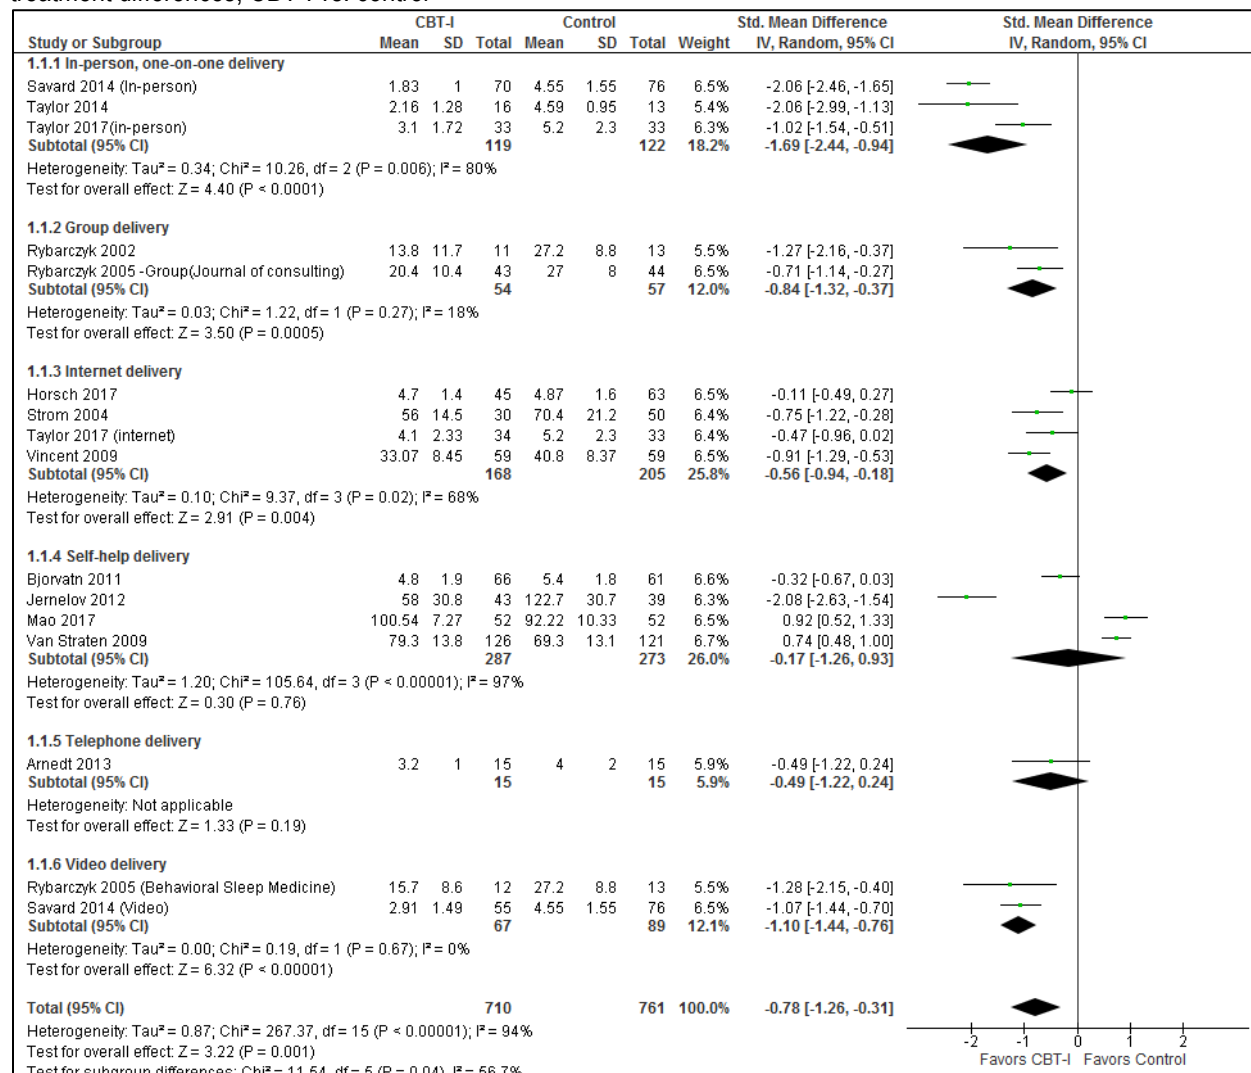 treatment differences, CBT-I vs. control
CBT-I Control Std. Mean Difference Std. Mean Difference
Study or Subgroup Mean SD Total Mean SD Total Weight IV, Random, 95% CI IV, Random, 95% CI
1.1.1 In-person, one-on-one delivery
Savard 2014 (In-person) 1.83 1 70 4.55 1.55 76 6.5% -2.06 [-2.46, -1.65]
Taylor 2014 2.16 1.28 16 4.59 0.95 13 5.4% -2.06 [-2.99, -1.13]
Taylor 2017(in-person) 3.1 1.72 33 5.2 2.3 33 6.3% -1.02 [-1.54, -0.51]
Subtotal (95% CI) 119 122 18.2% -1.69 [-2.44, -0.94]
Heterogeneity: Tau² = 0.34; Chi² = 10.26, df = 2 (P = 0.006); I² = 80%
Test for overall effect: Z = 4.40 (P < 0.0001)
1.1.2 Group delivery
Rybarczyk 2002 13.8 11.7 11 27.2 8.8 13 5.5% -1.27 [-2.16, -0.37]
Rybarczyk 2005 -Group(Journal of consulting) 20.4 10.4 43 27 8 44 6.5% -0.71 [-1.14, -0.27]
Subtotal (95% CI) 54 57 12.0% -0.84 [-1.32, -0.37]
Heterogeneity: Tau² = 0.03; Chi² = 1.22, df = 1 (P = 0.27); I² = 18%
Test for overall effect: Z = 3.50 (P = 0.0005)
1.1.3 Internet delivery
Horsch 2017 4.7 1.4 45 4.87 1.6 63 6.5% -0.11 [-0.49, 0.27]
Strom 2004 56 14.5 30 70.4 21.2 50 6.4% -0.75 [-1.22, -0.28]
Taylor 2017 (internet) 4.1 2.33 34 5.2 2.3 33 6.4% -0.47 [-0.96, 0.02]
Vincent 2009 33.07 8.45 59 40.8 8.37 59 6.5% -0.91 [-1.29, -0.53]
Subtotal (95% CI) 168 205 25.8% -0.56 [-0.94, -0.18]
Heterogeneity: Tau² = 0.10; Chi² = 9.37, df = 3 (P = 0.02); I² = 68%
Test for overall effect: Z = 2.91 (P = 0.004)
1.1.4 Self-help delivery
Bjorvatn 2011 4.8 1.9 66 5.4 1.8 61 6.6% -0.32 [-0.67, 0.03]
Jernelov 2012 58 30.8 43 122.7 30.7 39 6.3% -2.08 [-2.63, -1.54]
Mao 2017 100.54 7.27 52 92.22 10.33 52 6.5% 0.92 [0.52, 1.33]
Van Straten 2009 79.3 13.8 126 69.3 13.1 121 6.7% 0.74 [0.48, 1.00]
Subtotal (95% CI) 287 273 26.0% -0.17 [-1.26, 0.93]
Heterogeneity: Tau² = 1.20; Chi² = 105.64, df = 3 (P < 0.00001); I² = 97%
Test for overall effect: Z = 0.30 (P = 0.76)
1.1.5 Telephone delivery
Arnedt 2013 3.2 1 15 4 2 15 5.9% -0.49 [-1.22, 0.24]
Subtotal (95% CI) 15 15 5.9% -0.49 [-1.22, 0.24]
Heterogeneity: Not applicable
Test for overall effect: Z = 1.33 (P = 0.19)
1.1.6 Video delivery
Rybarczyk 2005 (Behavioral Sleep Medicine) 15.7 8.6 12 27.2 8.8 13 5.5% -1.28 [-2.15, -0.40]
Savard 2014 (Video) 2.91 1.49 55 4.55 1.55 76 6.5% -1.07 [-1.44, -0.70]
Subtotal (95% CI) 67 89 12.1% -1.10 [-1.44, -0.76]
Heterogeneity: Tau² = 0.00; Chi² = 0.19, df = 1 (P = 0.67); I² = 0%
Test for overall effect: Z = 6.32 (P < 0.00001)
Total (95% CI) 710 761 100.0% -0.78 [-1.26, -0.31]
Heterogeneity: Tau² = 0.87; Chi² = 267.37, df = 15 (P < 0.00001); I² = 94%
Test for overall effect: Z = 3.22 (P = 0.001)
Test for subgroup differences: Chi² = 11.54, df = 5 (P = 0.04), I² = 56.7%
-2 -1 0 1 2
Favors CBT-I Favors Control